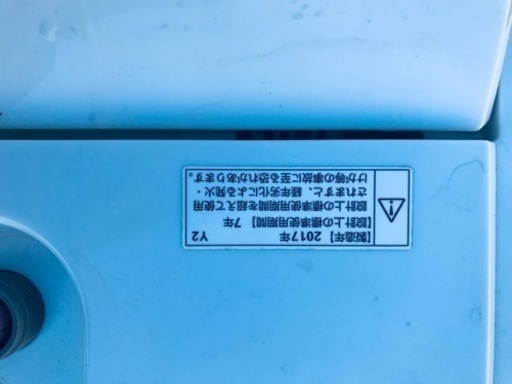 【製造年】2017年 Y2
【設計上の標準使用期間】7年
設計上の標準使用期間を超えて使用
されますと、経年劣化による発火・
けが等の事故に至る恐れがあります。